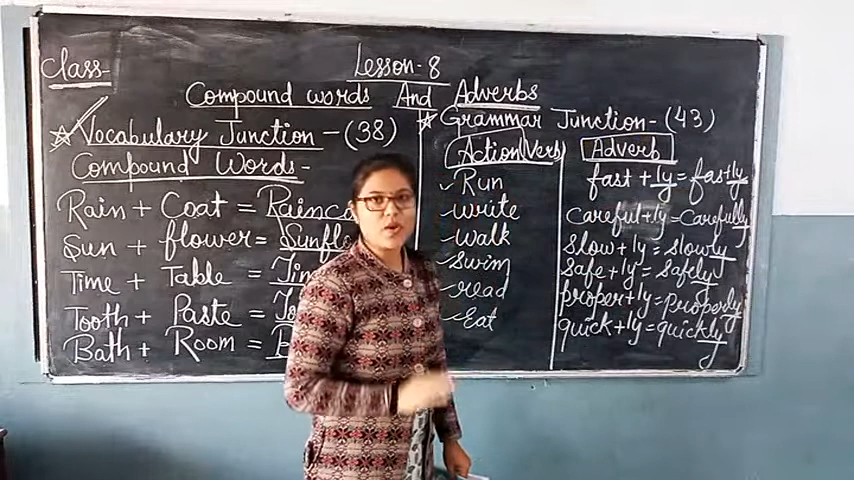 Class-
Lesson-8
Compound words And Adverbs
Vocabulary Junction - (38)
Compound Words-
Rain + Coat = Rainc
Sun + flower = Sunfl
Time + Table =
Tooth + Paste =
Bath + Room =
Grammar Junction- (43)
Action Verb
Run
write
walk
Swim
read
Eat
Adverb
fast + ly = fastly
Careful+ly =Carefully
slow + ly = slowly
safe + ly = safely
proper + ly = properly
quick + ly = quickly